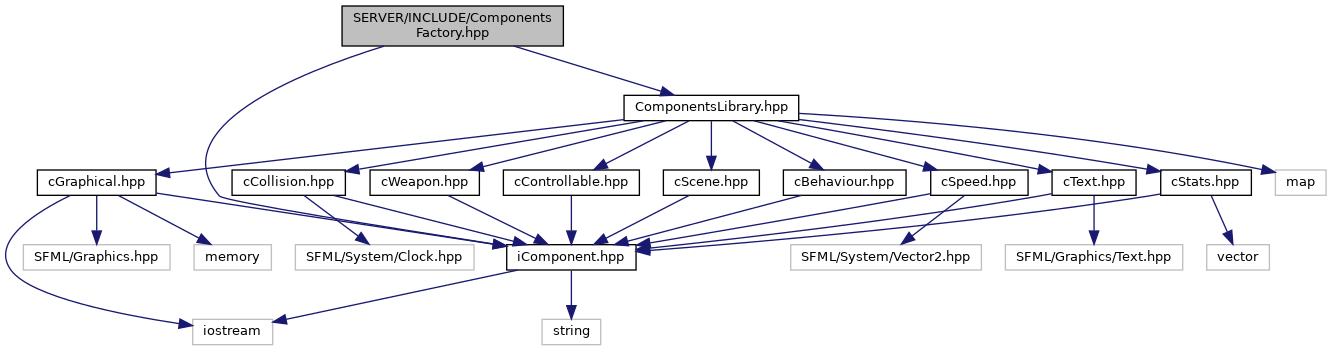 SERVER/INCLUDE/Components
Factory.hpp
ComponentsLibrary.hpp
cGraphical.hpp
cCollision.hpp
cWeapon.hpp
cControllable.hpp
cScene.hpp
cBehaviour.hpp
cSpeed.hpp
cText.hpp
cStats.hpp
map
SFML/Graphics.hpp
memory
SFML/System/Clock.hpp
iComponent.hpp
SFML/System/Vector2.hpp
SFML/Graphics/Text.hpp
vector
iostream
string